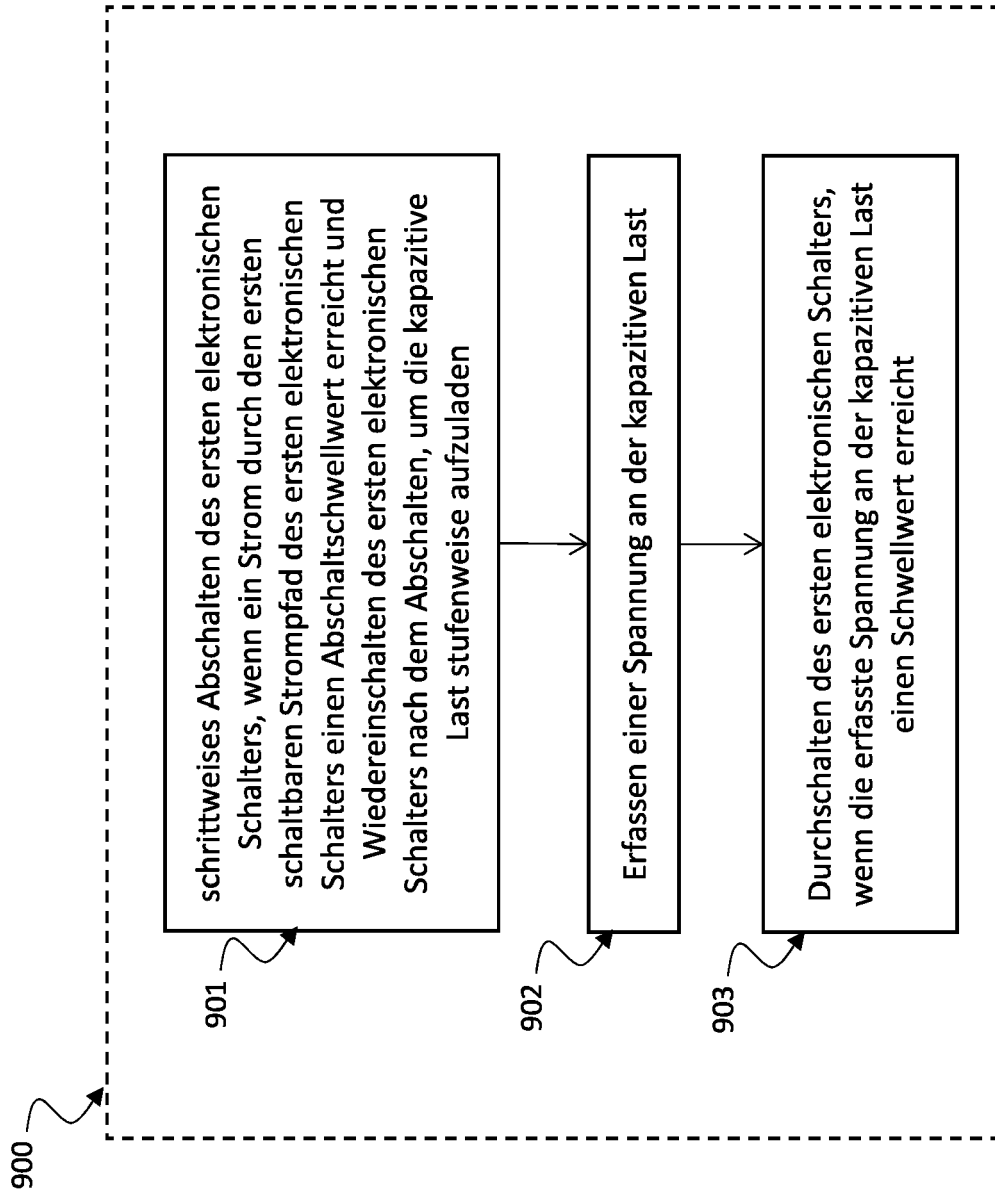 900
901
schrittweises Abschalten des ersten elektronischen
Schalters, wenn ein Strom durch den ersten
schaltbaren Strompfad des ersten elektronischen
Schalters einen Abschaltschwellwert erreicht und
Wiedereinschalten des ersten elektronischen
Schalters nach dem Abschalten, um die kapazitive
Last stufenweise aufzuladen
902
Erfassen einer Spannung an der kapazitiven Last
903
Durchschalten des ersten elektronischen Schalters,
wenn die erfasste Spannung an der kapazitiven Last
einen Schwellwert erreicht